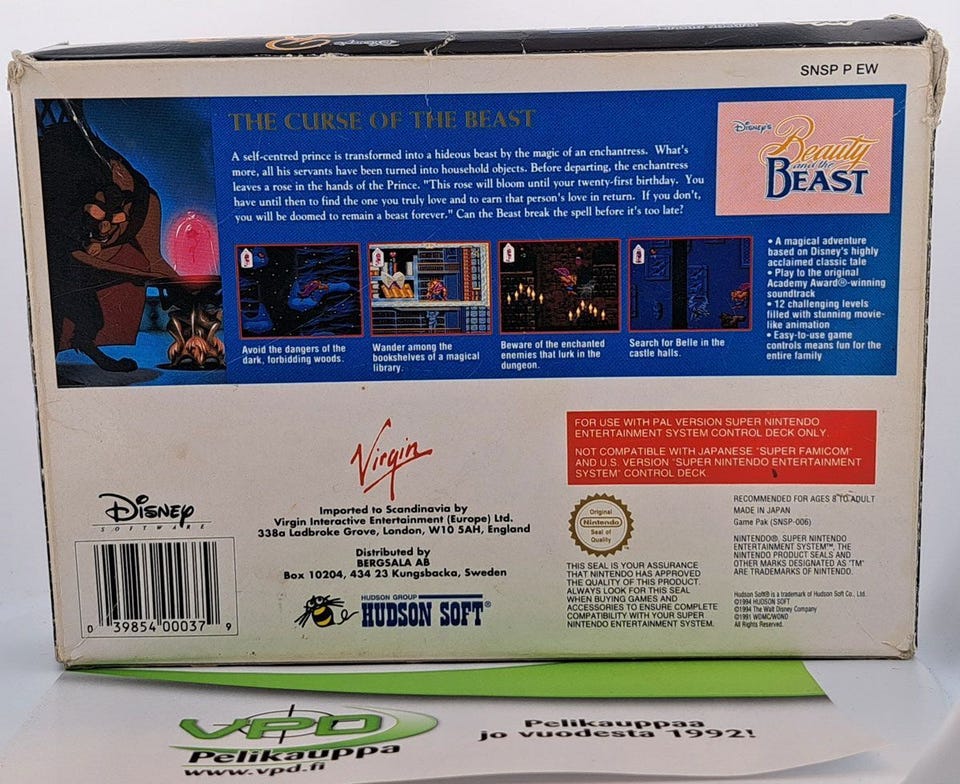 SNSP P EW
THE CURSE OF THE BEAST
A self-centred prince is transformed into a hideous beast by the magic of an enchantress. What's
more, all his servants have been turned into household objects. Before departing, the enchantress
leaves a rose in the hands of the Prince. "This rose will bloom until your twenty-first birthday. You
have until then to find the one you truly love and to earn that person's love in return. If you don't,
you will be doomed to remain a beast forever." Can the Beast break the spell before it's too late?
Disney's
Beauty
and the
BEAST
Avoid the dangers of the
dark, forbidding woods.
Wander among the
bookshelves of a magical
library.
Beware of the enchanted
enemies that lurk in the
dungeon.
Search for Belle in the
castle halls.
• A magical adventure
based on Disney's highly
acclaimed classic tale
• Play to the original
Academy Award®-winning
soundtrack
• 12 challenging levels
filled with stunning movie-
like animation
• Easy-to-use game
controls means fun for the
entire family
Virgin
Imported to Scandinavia by
Virgin Interactive Entertainment (Europe) Ltd.
338a Ladbroke Grove, London, W10 5AH, England
Distributed by
BERGSALA AB
Box 10204, 434 23 Kungsbacka, Sweden
HUDSON GROUP
HUDSON SOFT®
Disney
SOFTWARE
0 39854 00037 9
FOR USE WITH PAL VERSION SUPER NINTENDO
ENTERTAINMENT SYSTEM CONTROL DECK ONLY.
NOT COMPATIBLE WITH JAPANESE "SUPER FAMICOM"
AND U.S. VERSION "SUPER NINTENDO ENTERTAINMENT
SYSTEM" CONTROL DECK
Original
Nintendo
Seal of
Quality
THIS SEAL IS YOUR ASSURANCE
THAT NINTENDO HAS APPROVED
THE QUALITY OF THIS PRODUCT.
ALWAYS LOOK FOR THIS SEAL
WHEN BUYING GAMES AND
ACCESSORIES TO ENSURE COMPLETE
COMPATIBILITY WITH YOUR SUPER
NINTENDO ENTERTAINMENT SYSTEM.
RECOMMENDED FOR AGES 8 TO ADULT
MADE IN JAPAN
Game Pak (SNSP-006)
NINTENDO®, SUPER NINTENDO
ENTERTAINMENT SYSTEM™, THE
NINTENDO PRODUCT SEALS AND
OTHER MARKS DESIGNATED AS "TM"
ARE TRADEMARKS OF NINTENDO.
Hudson Soft® is a trademark of Hudson Soft Co., Ltd.
©1994 HUDSON SOFT
©1994 The Walt Disney Company
©1991 WDMC/WOND
All Rights Reserved.
VPD
Pelikauppa
www.vpd.fi
Pelikauppaa
jo vuodesta 1992!